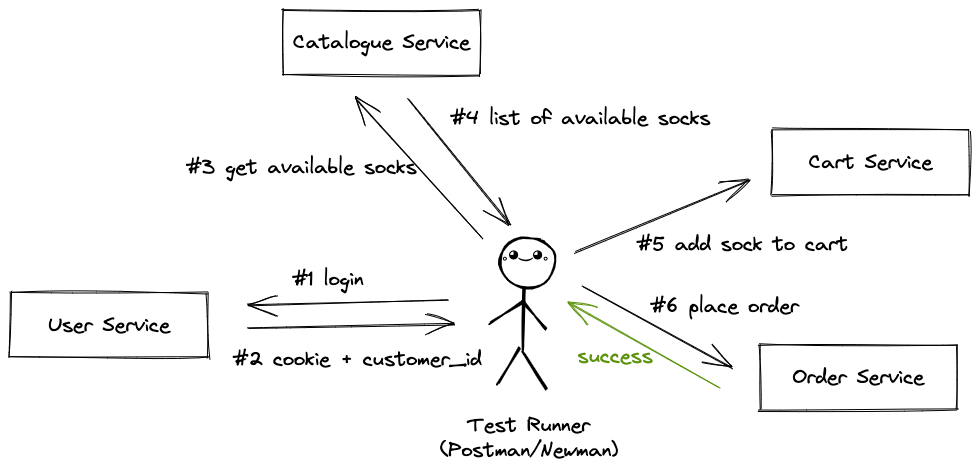 Catalogue Service
#4 list of available socks
#3 get available socks
Cart Service
#5 add sock to cart
#1 login
User Service
#2 cookie + customer_id
#6 place order
success
Order Service
Test Runner
(Postman/Newman)